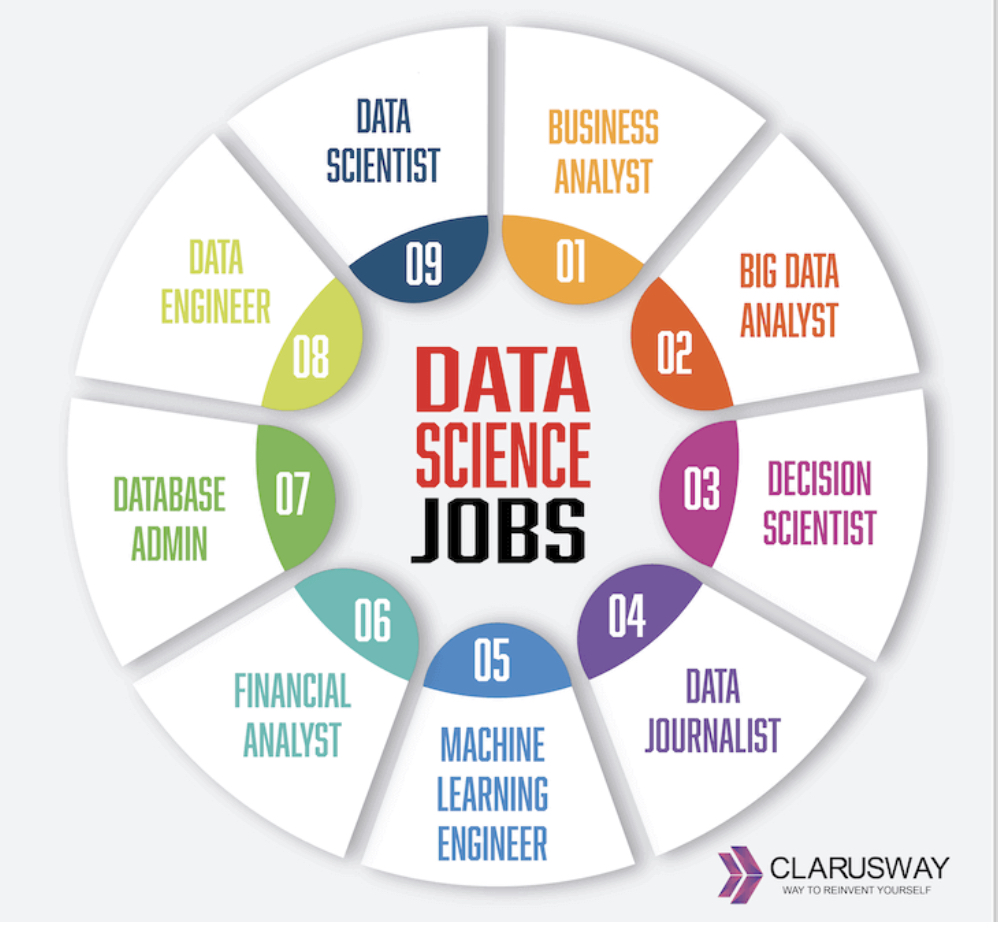 DATA
SCIENCE
JOBS
BUSINESS
ANALYST
01
BIG DATA
ANALYST
02
DECISION
SCIENTIST
03
DATA
JOURNALIST
04
MACHINE
LEARNING
ENGINEER
05
FINANCIAL
ANALYST
06
DATABASE
ADMIN
07
DATA
ENGINEER
08
DATA
SCIENTIST
09
CLARUSWAY
WAY TO REINVENT YOURSELF